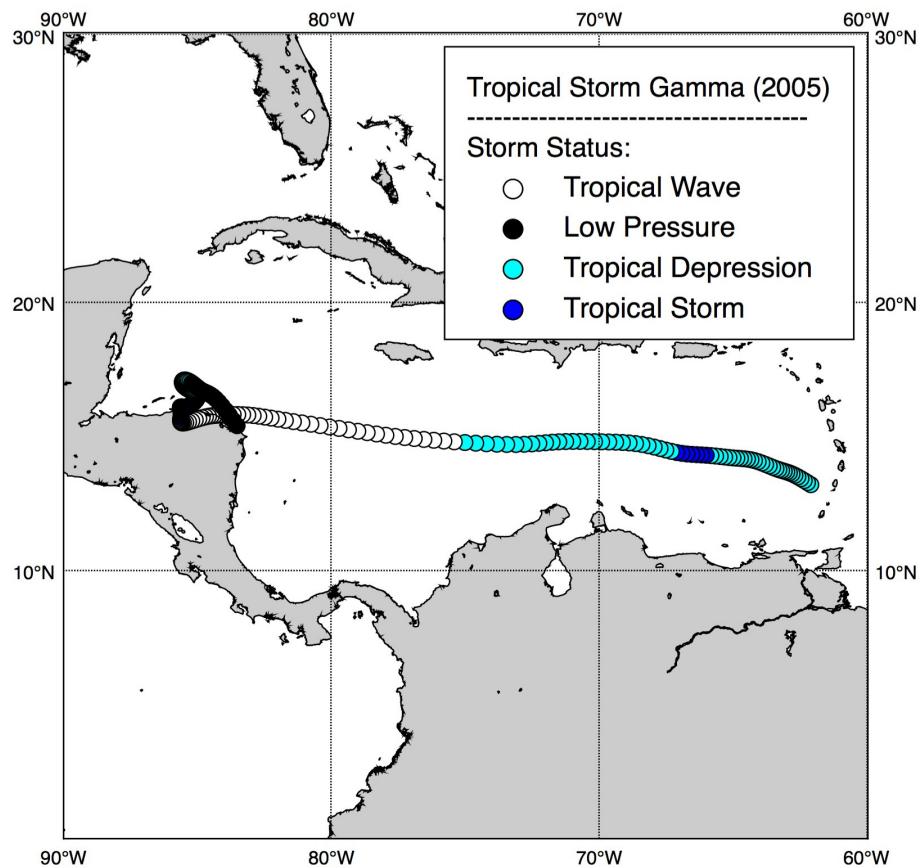 90°W 80°W 70°W 60°W
30°N 30°N
Tropical Storm Gamma (2005)
-------------------------------------
Storm Status:
Tropical Wave
Low Pressure
Tropical Depression
Tropical Storm
20°N 20°N
10°N 10°N
90°W 80°W 70°W 60°W